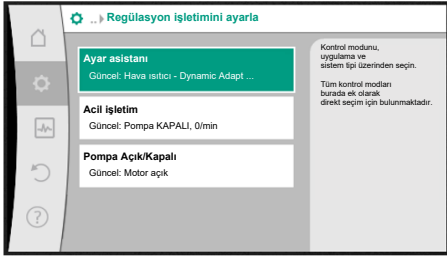 .. Regülasyon işletimini ayarla
Ayar asistanı
Güncel: Hava ısıtıcı - Dynamic Adapt ...
Acil işletim
Güncel: Pompa KAPALI, 0/min
Pompa Açık/Kapalı
Güncel: Motor açık
Kontrol modunu,
uygulama ve
sistem tipi üzerinden seçin.
Tüm kontrol modları
burada ek olarak
direkt seçim için bulunmaktadır.
?